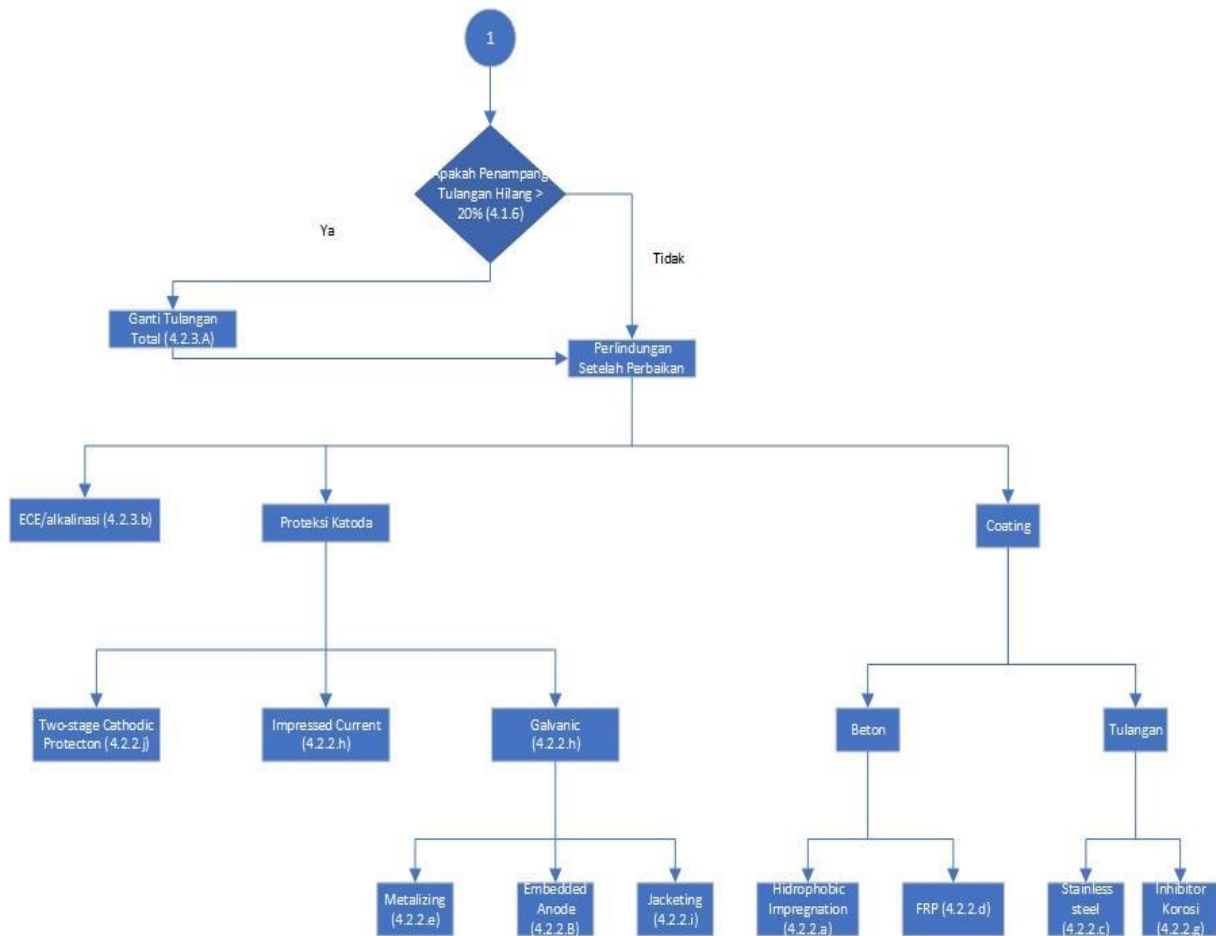 1
Apakah Penampang
Tulangan Hilang >
20% (4.1.6)
Ya
Tidak
Ganti Tulangan
Total (4.2.3.A)
Perlindungan
Setelah Perbaikan
ECE/alkalinasi (4.2.3.b)
Proteksi Katoda
Coating
Two-stage Cathodic
Protecton (4.2.2.j)
Impressed Current
(4.2.2.h)
Galvanic
(4.2.2.h)
Beton
Tulangan
Metalizing
(4.2.2.e)
Embedded
Anode
(4.2.2.B)
Jacketing
(4.2.2.i)
Hidrophobic
Impregnation
(4.2.2.a)
FRP (4.2.2.d)
Stainless
steel
(4.2.2.c)
Inhibitor
Korosi
(4.2.2.g)